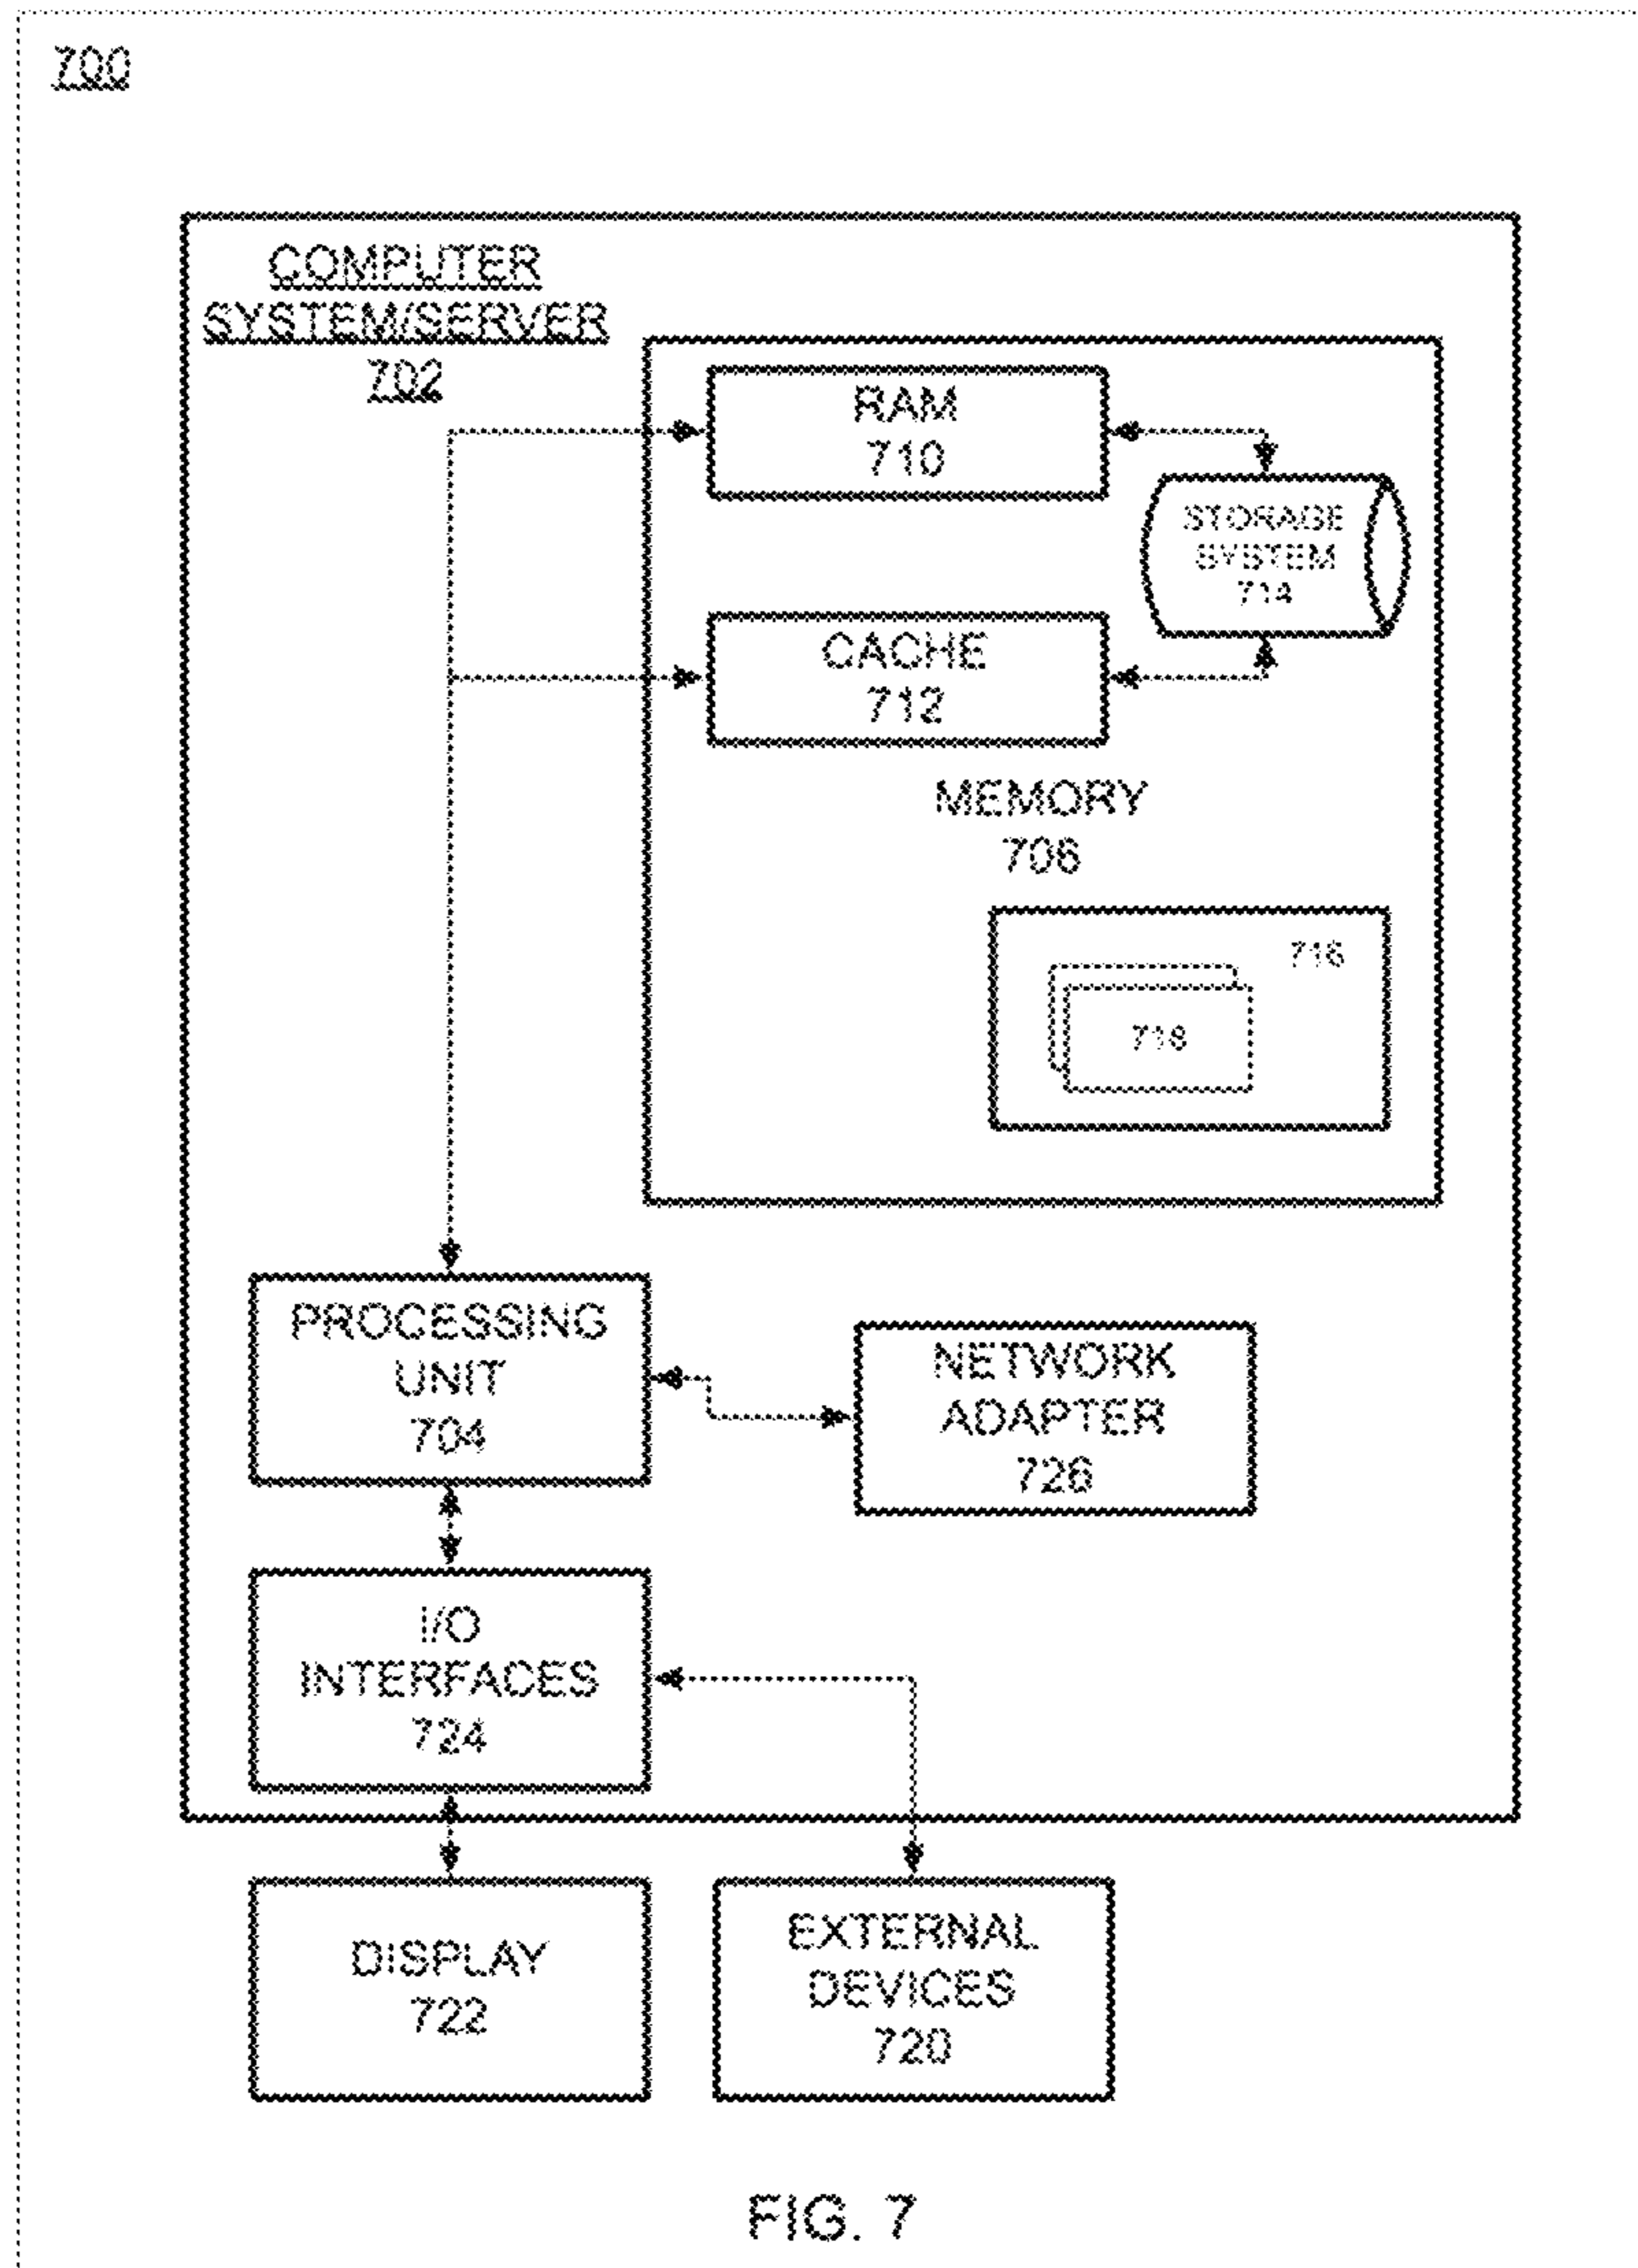 700
COMPUTER
SYSTEM/SERVER
702
RAM
710
STORAGE
SYSTEM
714
CACHE
712
MEMORY
706
716
718
PROCESSING
UNIT
704
NETWORK
ADAPTER
726
I/O
INTERFACES
724
DISPLAY
722
EXTERNAL
DEVICES
720
FIG. 7